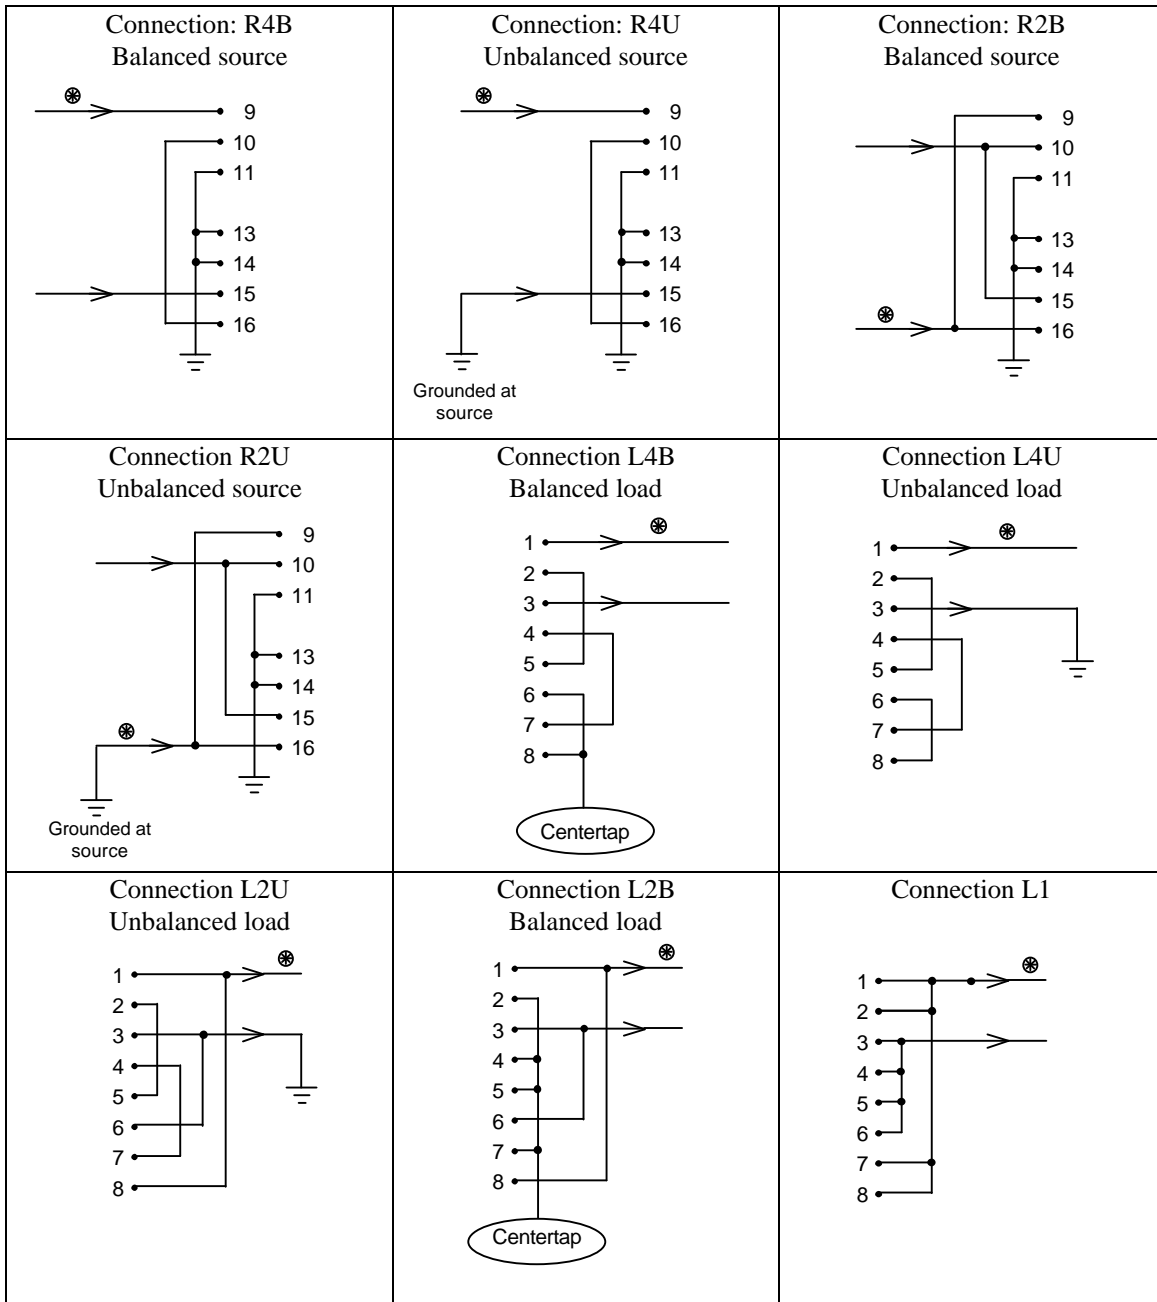 Connection: R4B
Balanced source
9
10
11
13
14
15
16
Connection: R4U
Unbalanced source
9
10
11
13
14
15
16
Grounded at
source
Connection: R2B
Balanced source
9
10
11
13
14
15
16
Connection R2U
Unbalanced source
9
10
11
13
14
15
16
Grounded at
source
Connection L4B
Balanced load
1
2
3
4
5
6
7
8
Centertap
Connection L4U
Unbalanced load
1
2
3
4
5
6
7
8
Connection L2U
Unbalanced load
1
2
3
4
5
6
7
8
Connection L2B
Balanced load
1
2
3
4
5
6
7
8
Centertap
Connection L1
1
2
3
4
5
6
7
8